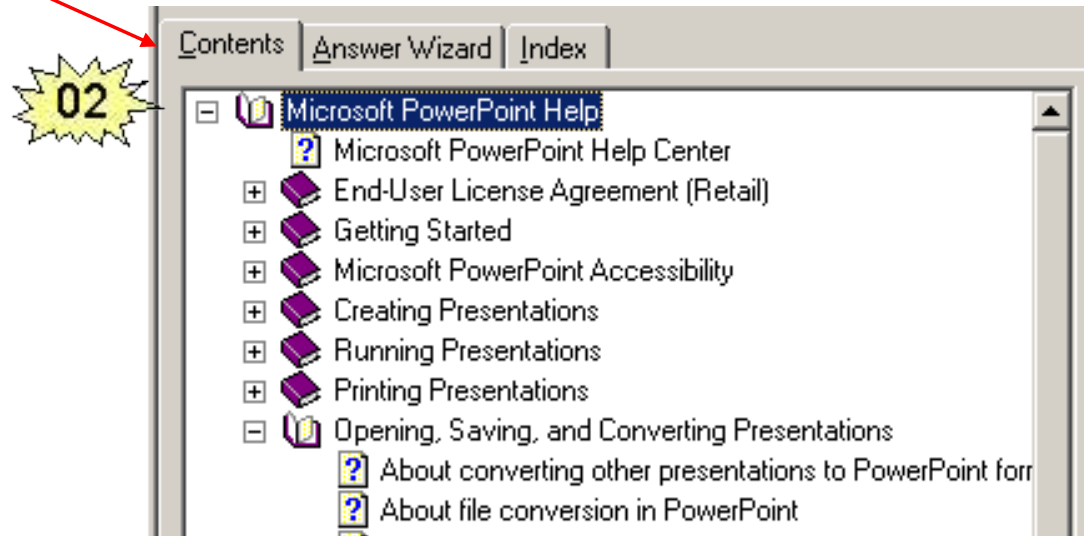 Contents Answer Wizard Index
02
Microsoft PowerPoint Help
Microsoft PowerPoint Help Center
End-User License Agreement (Retail)
Getting Started
Microsoft PowerPoint Accessibility
Creating Presentations
Running Presentations
Printing Presentations
Opening, Saving, and Converting Presentations
About converting other presentations to PowerPoint
About file conversion in PowerPoint